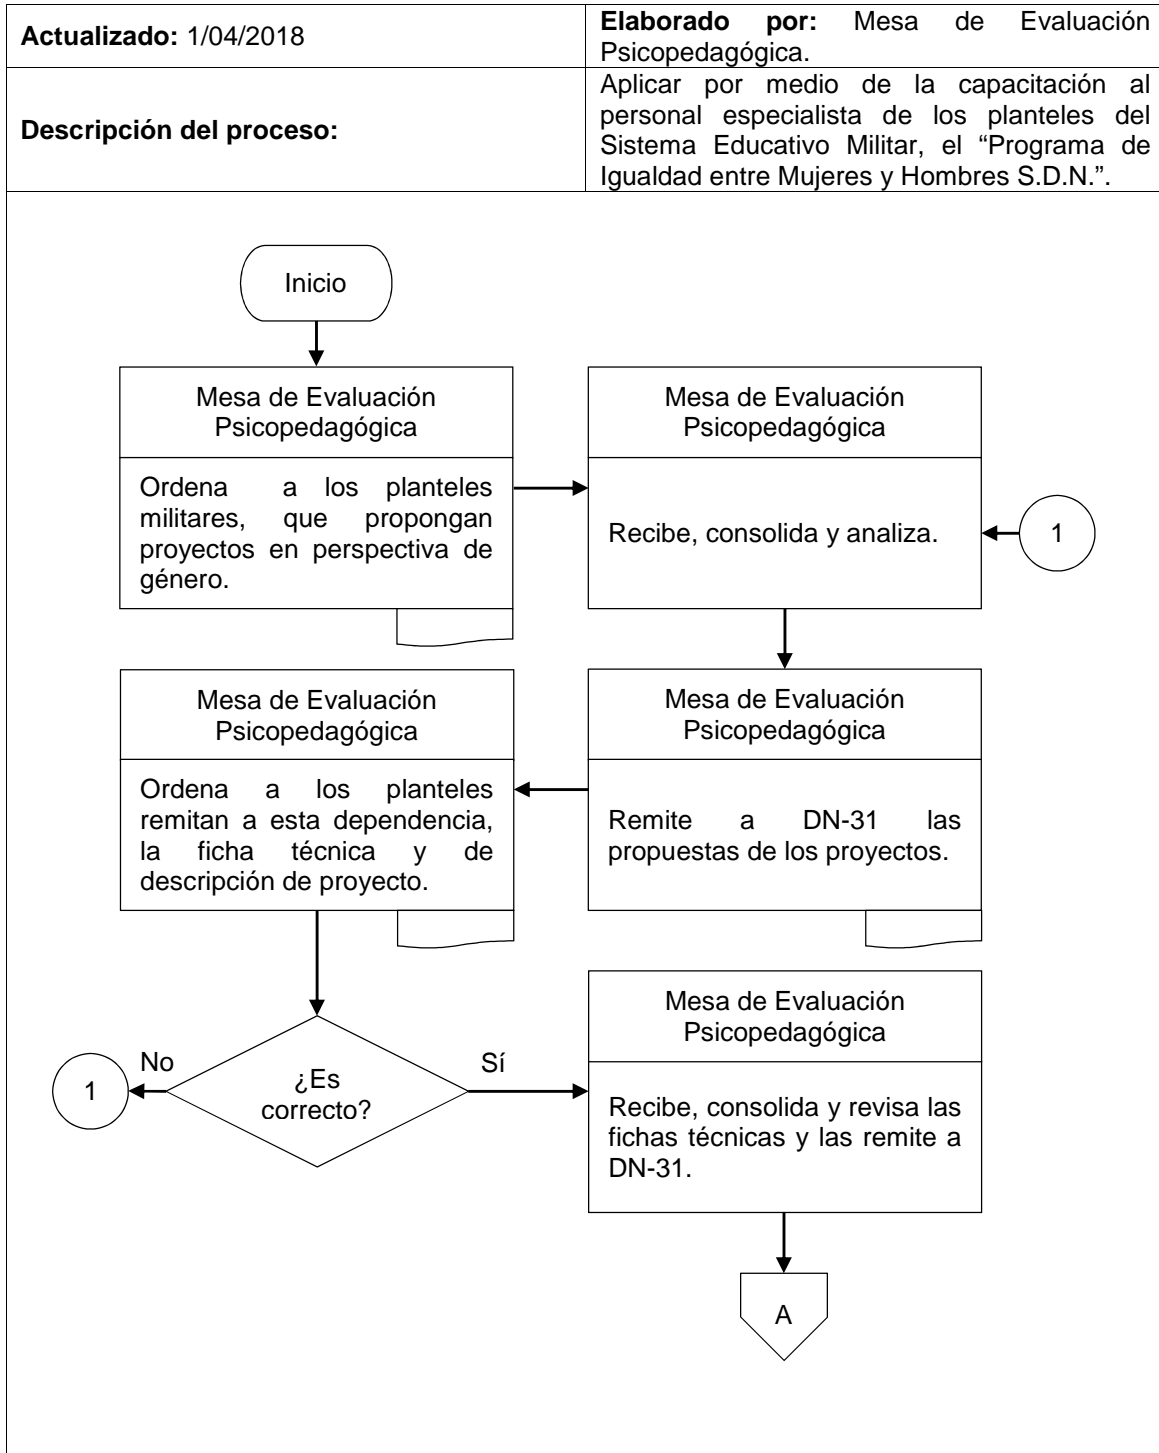 Actualizado: 1/04/2018
Elaborado por: Mesa de Evaluación
Psicopedagógica.
Descripción del proceso:
Aplicar por medio de la capacitación al
personal especialista de los planteles del
Sistema Educativo Militar, el “Programa de
Igualdad entre Mujeres y Hombres S.D.N.”.
Inicio
Mesa de Evaluación
Psicopedagógica
Ordena a los planteles
militares, que propongan
proyectos en perspectiva de
género.
Mesa de Evaluación
Psicopedagógica
Recibe, consolida y analiza.
1
Mesa de Evaluación
Psicopedagógica
Remite a DN-31 las
propuestas de los proyectos.
Mesa de Evaluación
Psicopedagógica
Ordena a los planteles
remitan a esta dependencia,
la ficha técnica y de
descripción de proyecto.
¿Es
correcto?
No
1
Sí
Mesa de Evaluación
Psicopedagógica
Recibe, consolida y revisa las
fichas técnicas y las remite a
DN-31.
A